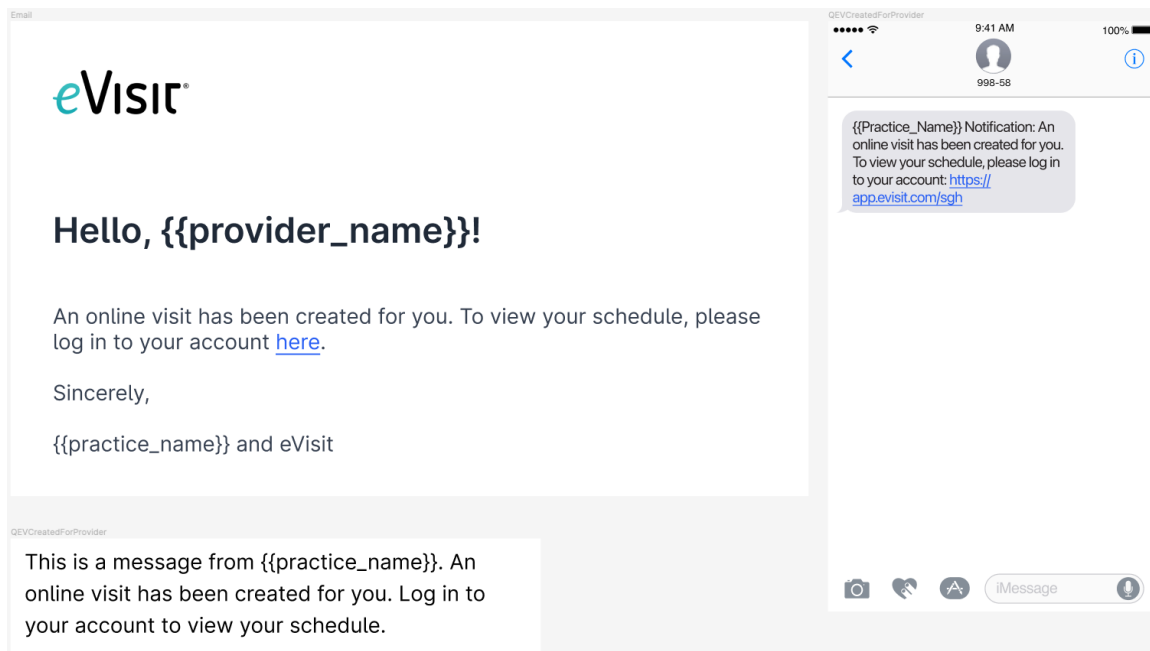 Email
eVisit®
Hello, {{provider_name}}!
An online visit has been created for you. To view your schedule, please
log in to your account here.
Sincerely,
{{practice_name}} and eVisit
QEVCreatedForProvider
This is a message from {{practice_name}}. An
online visit has been created for you. Log in to
your account to view your schedule.
QEVCreatedForProvider
9:41 AM
100%
998-58
{{Practice_Name}} Notification: An
online visit has been created for you.
To view your schedule, please log in
to your account: https://
app.evisit.com/sgh
iMessage